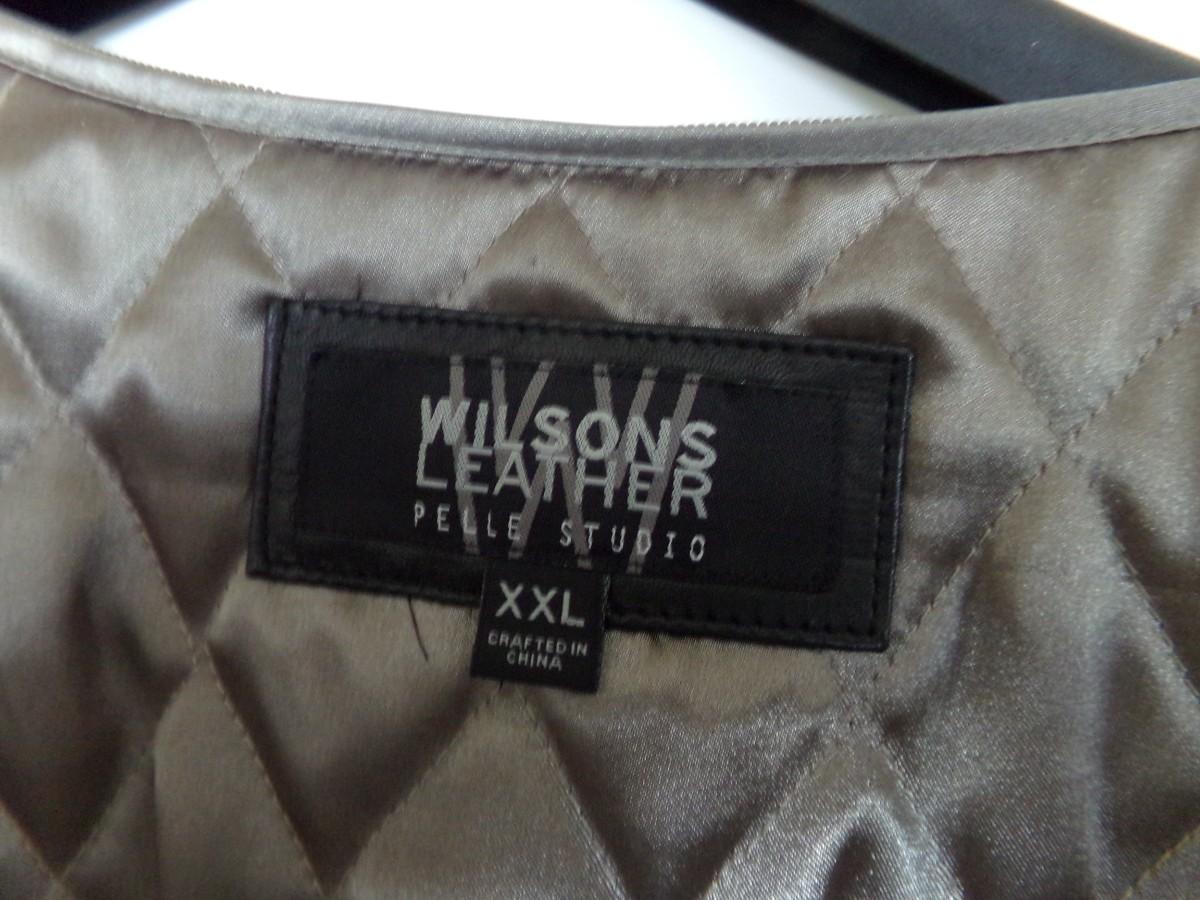 WILSONS
LEATHER
PELLE STUDIO
XXL
CRAFTED IN
CHINA